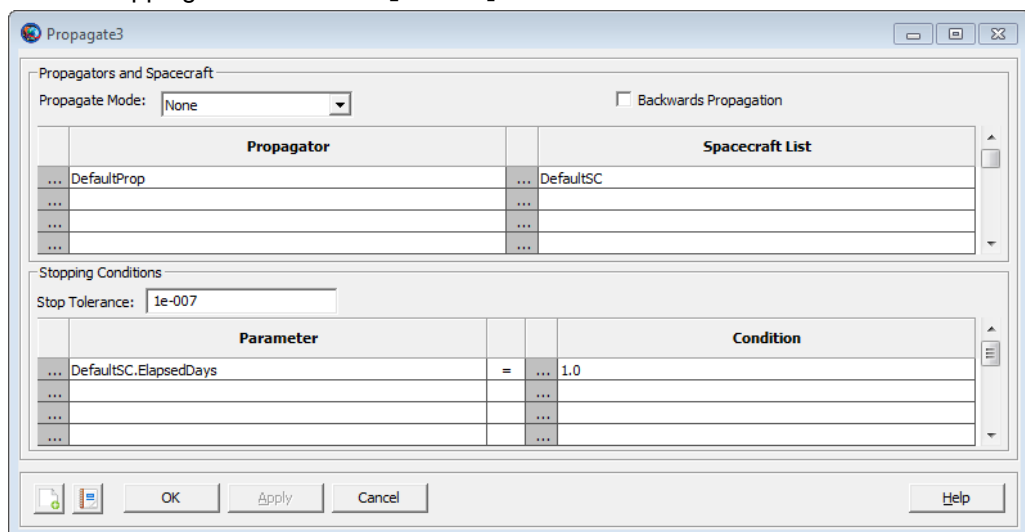 Propagate3
Propagators and Spacecraft
Propagate Mode: None Backwards Propagation
Propagator Spacecraft List
... DefaultProp ... DefaultSC
... ...
... ...
... ...
Stopping Conditions
Stop Tolerance: 1e-007
Parameter Condition
... DefaultSC.ElapsedDays = ... 1.0
... ...
... ...
... ...
OK Apply Cancel Help